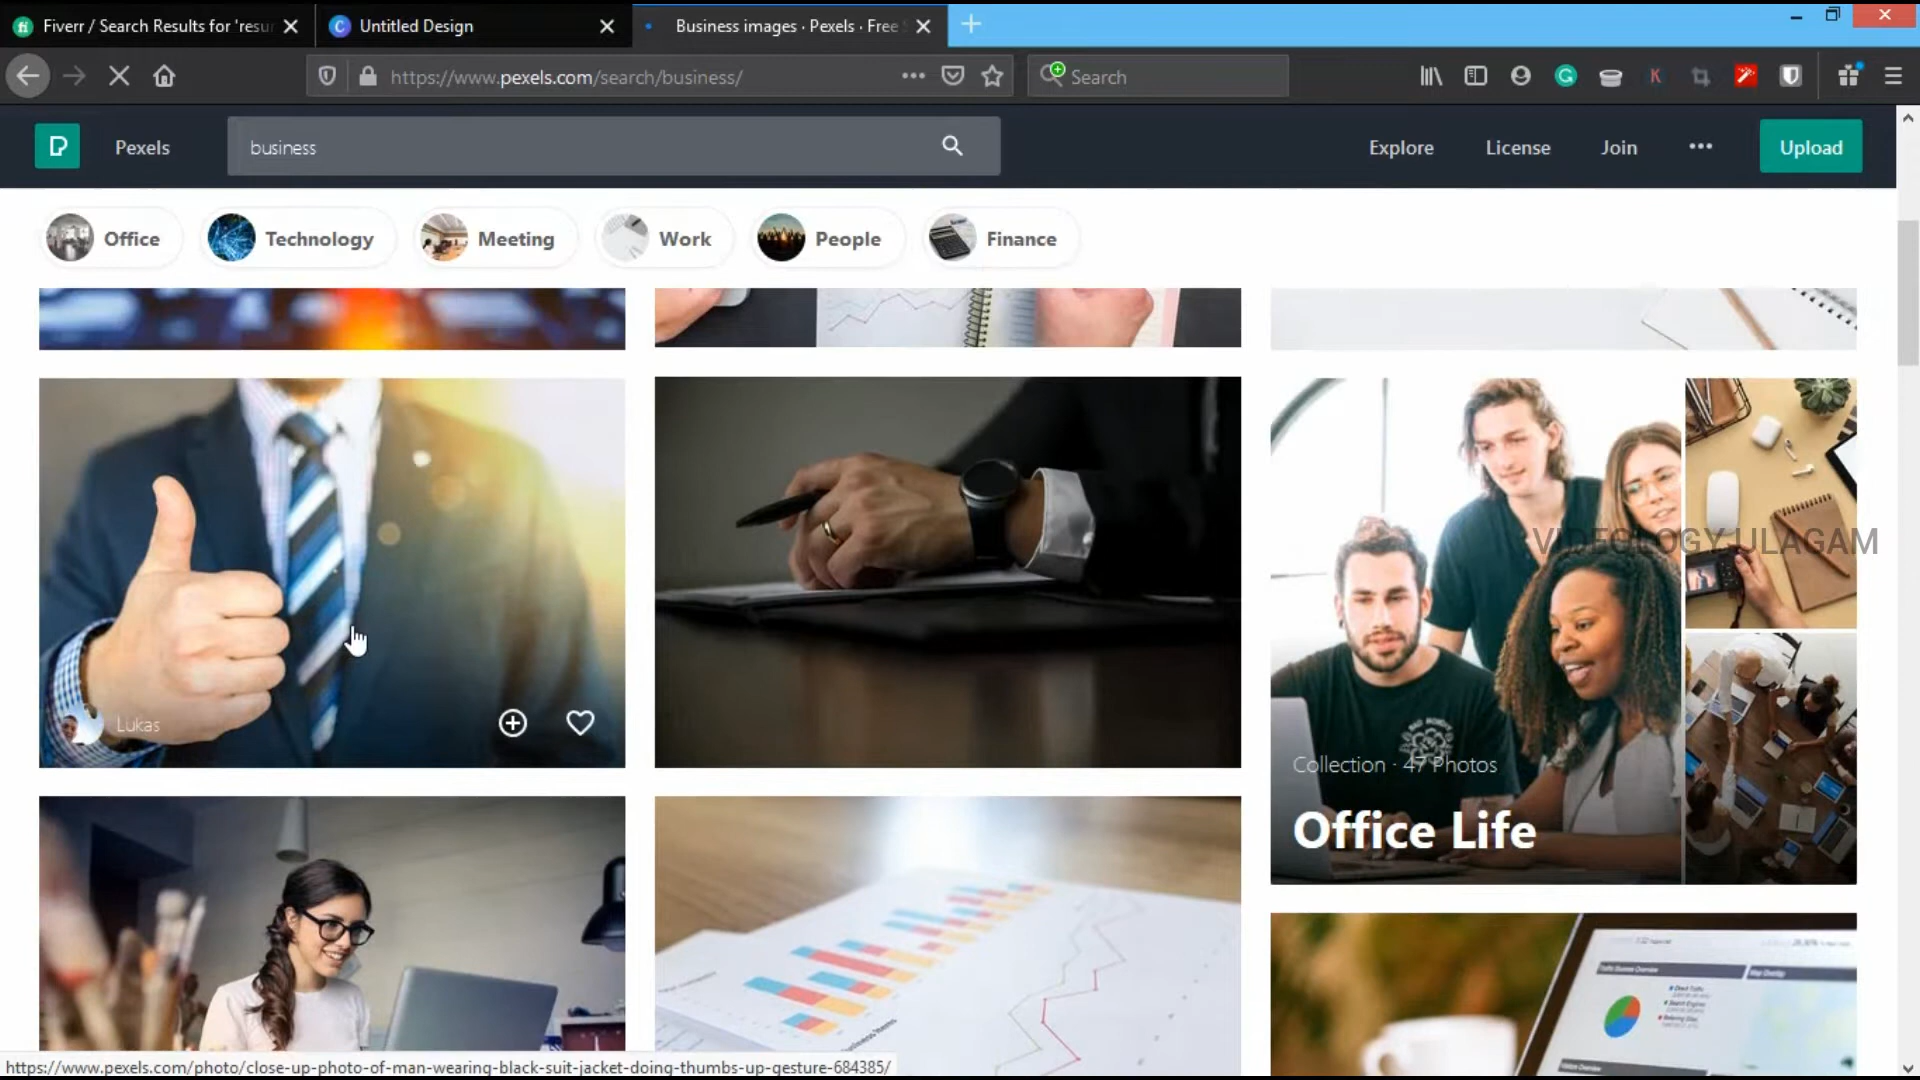 Fiverr / Search Results for 'resu
Untitled Design
Business images · Pexels · Free
https://www.pexels.com/search/business/
Search
Pexels
business
Explore
License
Join
Upload
Office
Technology
Meeting
Work
People
Finance
VIDEOLOGY ULAGAM
Lukas
Collection · 47 Photos
Office Life
https://www.pexels.com/photo/close-up-photo-of-man-wearing-black-suit-jacket-doing-thumbs-up-gesture-684385/